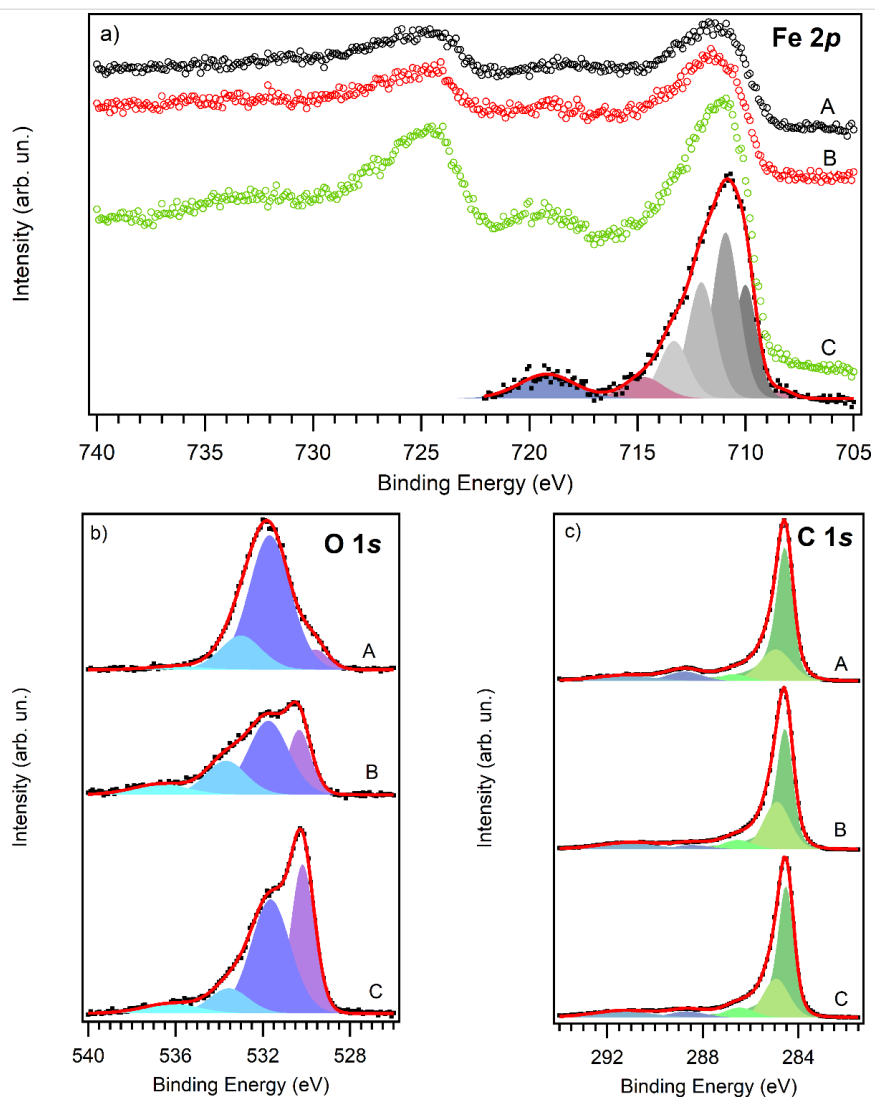 a)
Fe 2p
A
B
C
Intensity (arb. un.)
740 735 730 725 720 715 710 705
Binding Energy (eV)
b)
O 1s
A
B
C
Intensity (arb. un.)
540 536 532 528
Binding Energy (eV)
c)
C 1s
A
B
C
Intensity (arb. un.)
292 288 284
Binding Energy (eV)